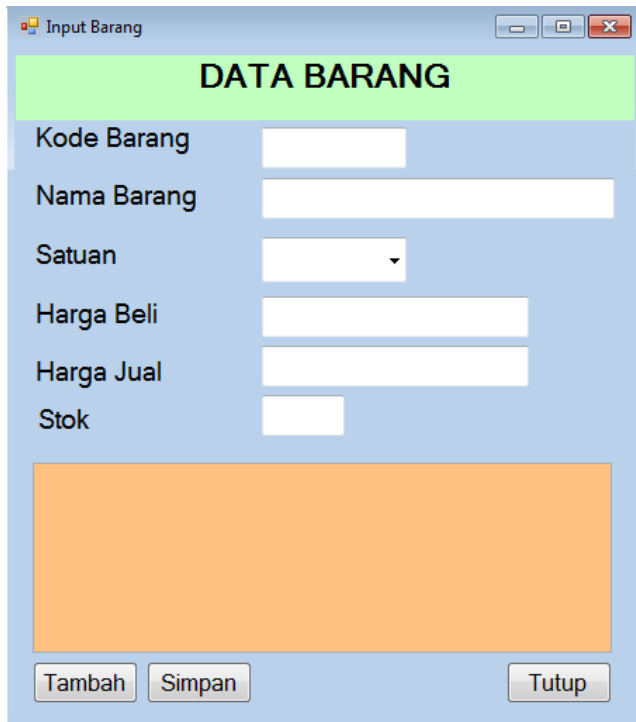 Input Barang
DATA BARANG
Kode Barang
Nama Barang
Satuan
Harga Beli
Harga Jual
Stok
Tambah Simpan Tutup